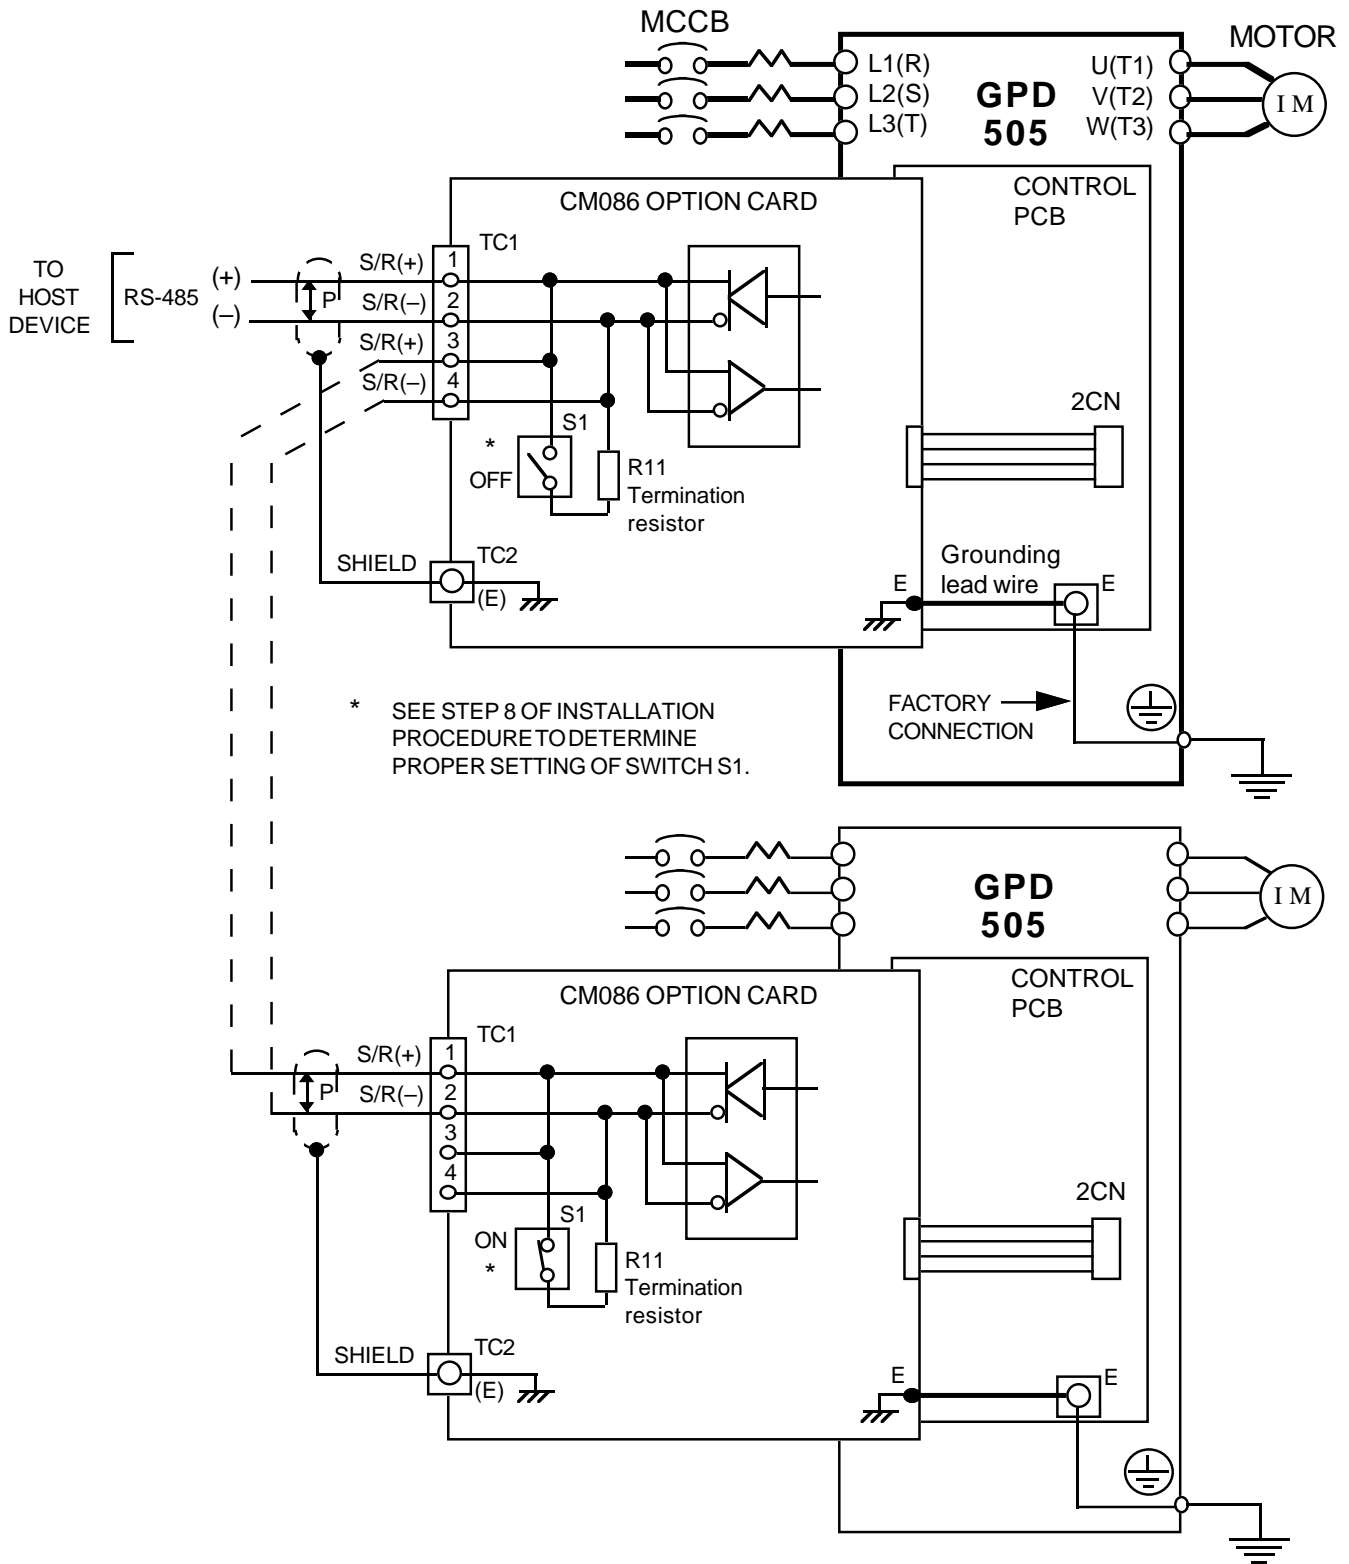 MCCB
MOTOR
L1(R)
U(T1)
L2(S)
GPD
V(T2)
I M
L3(T)
505
W(T3)
CONTROL
PCB
CM086 OPTION CARD
TC1
TO
HOST
DEVICE
RS-485
(+)
(–)
P
S/R(+)
1
S/R(–)
2
S/R(+)
3
S/R(–)
4
2CN
S1
*
OFF
R11
Termination
resistor
SHIELD
TC2
(E)
Grounding
lead wire
E
E
FACTORY
CONNECTION
* SEE STEP 8 OF INSTALLATION
PROCEDURE TO DETERMINE
PROPER SETTING OF SWITCH S1.
GPD
505
I M
CONTROL
PCB
CM086 OPTION CARD
TC1
S/R(+)
1
P
S/R(–)
2
3
4
2CN
S1
ON
*
R11
Termination
resistor
SHIELD
TC2
(E)
E
E